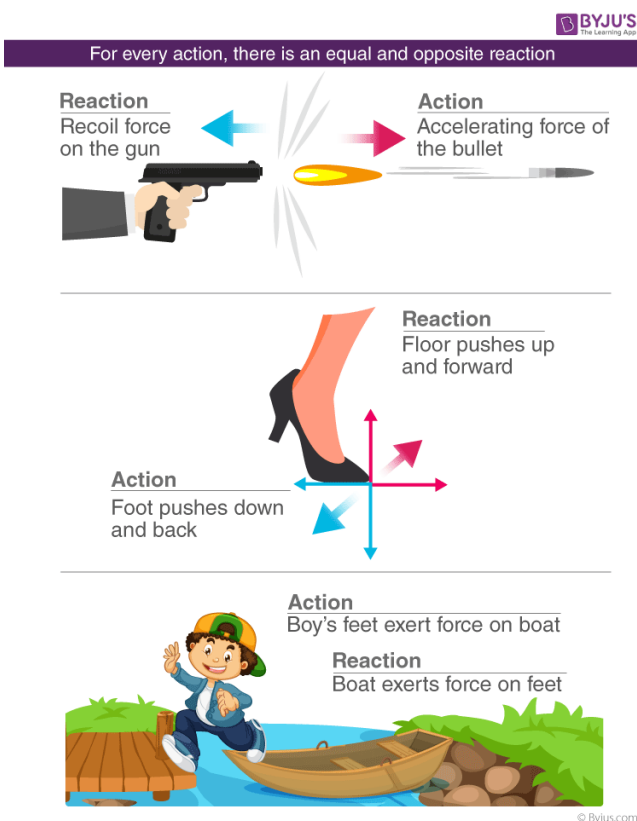 BYJU'S
The Learning App
For every action, there is an equal and opposite reaction
Reaction
Recoil force
on the gun
Action
Accelerating force of
the bullet
Reaction
Floor pushes up
and forward
Action
Foot pushes down
and back
Action
Boy's feet exert force on boat
Reaction
Boat exerts force on feet
© Byjus.com